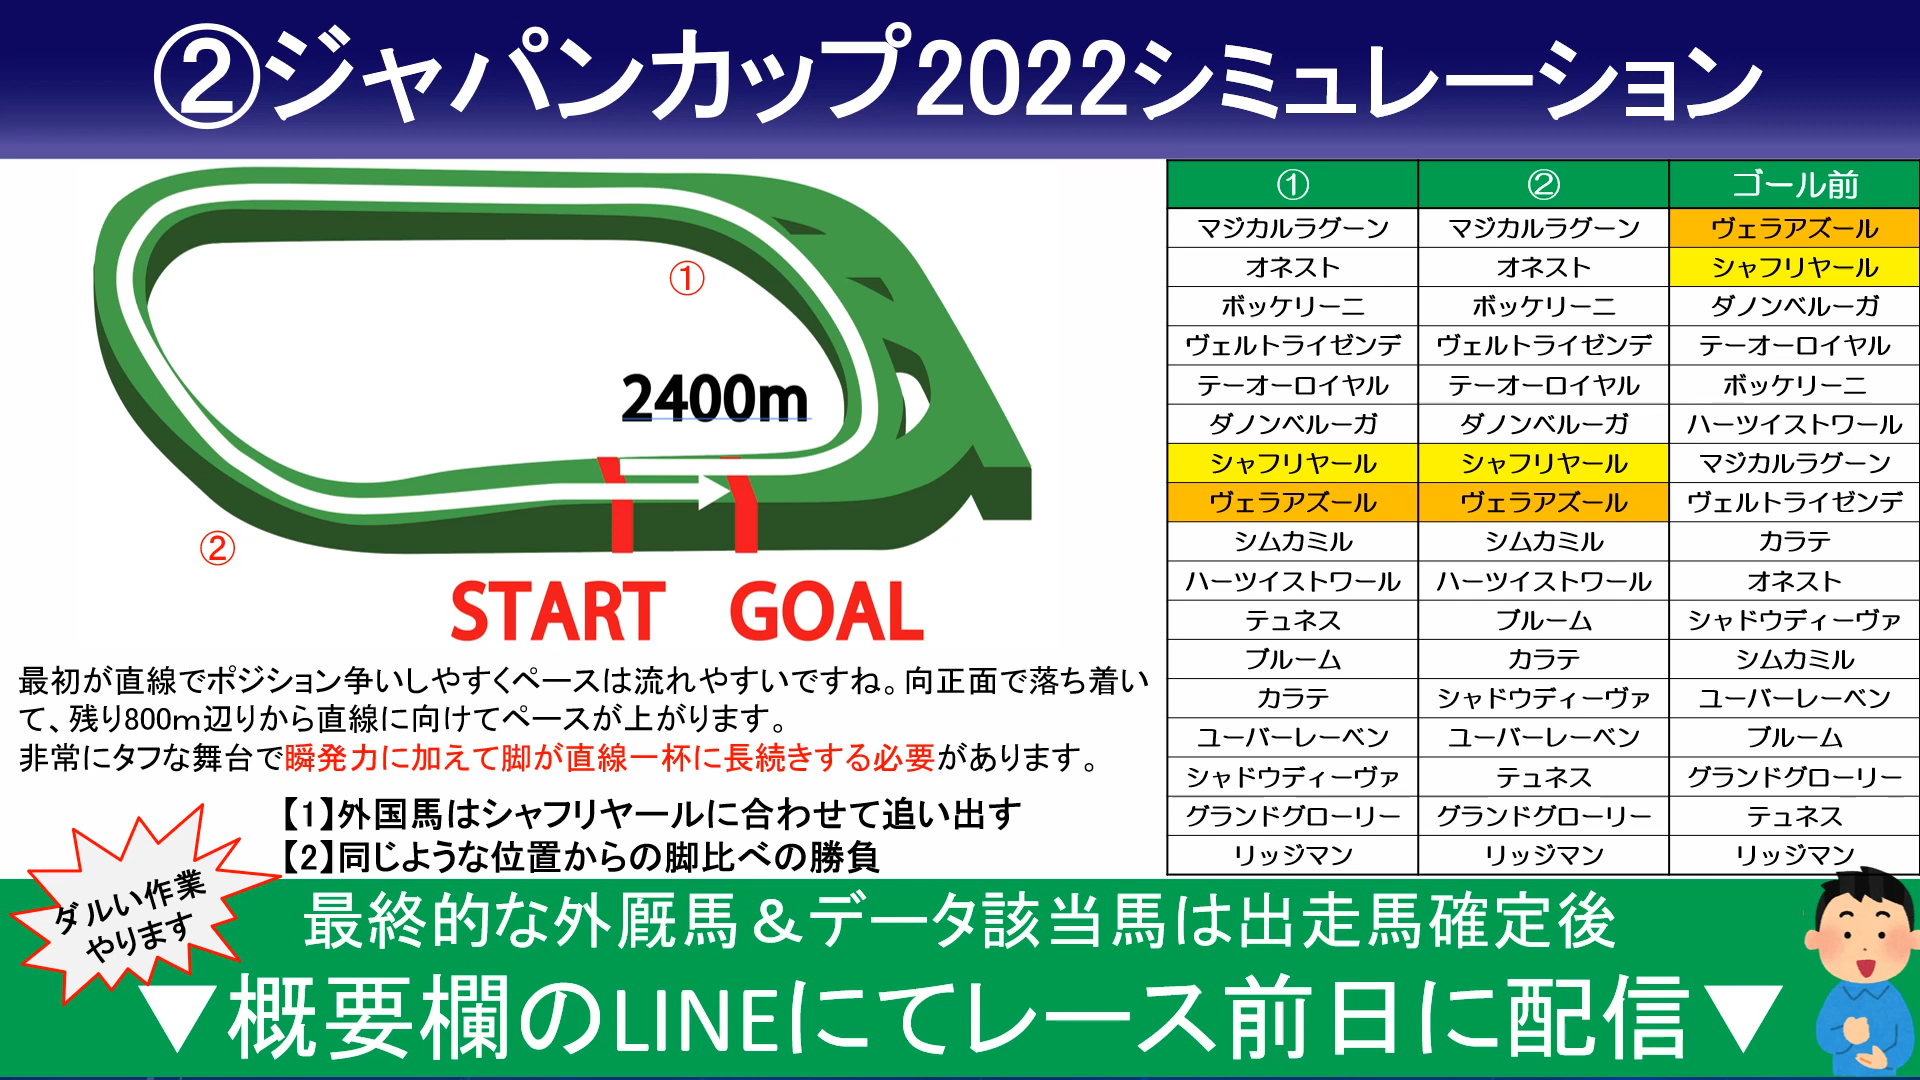 ②ジャパンカップ2022シミュレーション
①
2400m
②
START GOAL
① ② ゴール前
マジカルラグーン マジカルラグーン ヴェラアズール
オネスト オネスト シャフリヤール
ボッケリーニ ボッケリーニ ダノンベルーガ
ヴェルトライゼンデ ヴェルトライゼンデ テーオーロイヤル
テーオーロイヤル テーオーロイヤル ボッケリーニ
ダノンベルーガ ダノンベルーガ ハーツイストワール
シャフリヤール シャフリヤール マジカルラグーン
ヴェラアズール ヴェラアズール ヴェルトライゼンデ
シムカミル シムカミル カラテ
ハーツイストワール ハーツイストワール オネスト
テュネス ブルーム シャドウディーヴァ
ブルーム カラテ シムカミル
カラテ シャドウディーヴァ ユーバーレーベン
ユーバーレーベン ユーバーレーベン ブルーム
シャドウディーヴァ テュネス グランドグローリー
グランドグローリー グランドグローリー テュネス
リッジマン リッジマン リッジマン
最初が直線でポジション争いしやすくペースは流れやすいですね。向正面で落ち着い
て、残り800m辺りから直線に向けてペースが上がります。
非常にタフな舞台で瞬発力に加えて脚が直線一杯に長続きする必要があります。
【1】外国馬はシャフリヤールに合わせて追い出す
【2】同じような位置からの脚比べの勝負
ダルい作業
やります
最終的な外厩馬＆データ該当馬は出走馬確定後
▼概要欄のLINEにてレース前日に配信▼